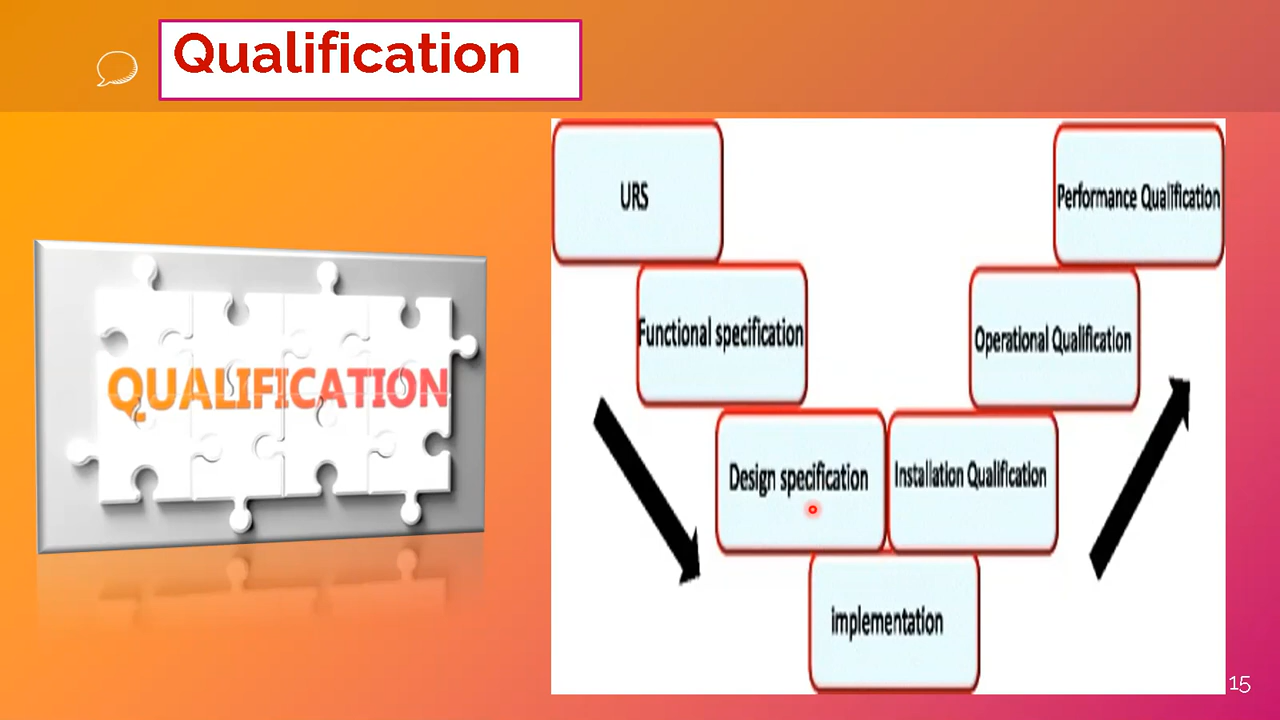 Qualification
QUALIFICATION
URS
Functional specification
Design specification
implementation
Installation Qualification
Operational Qualification
Performance Qualification
15